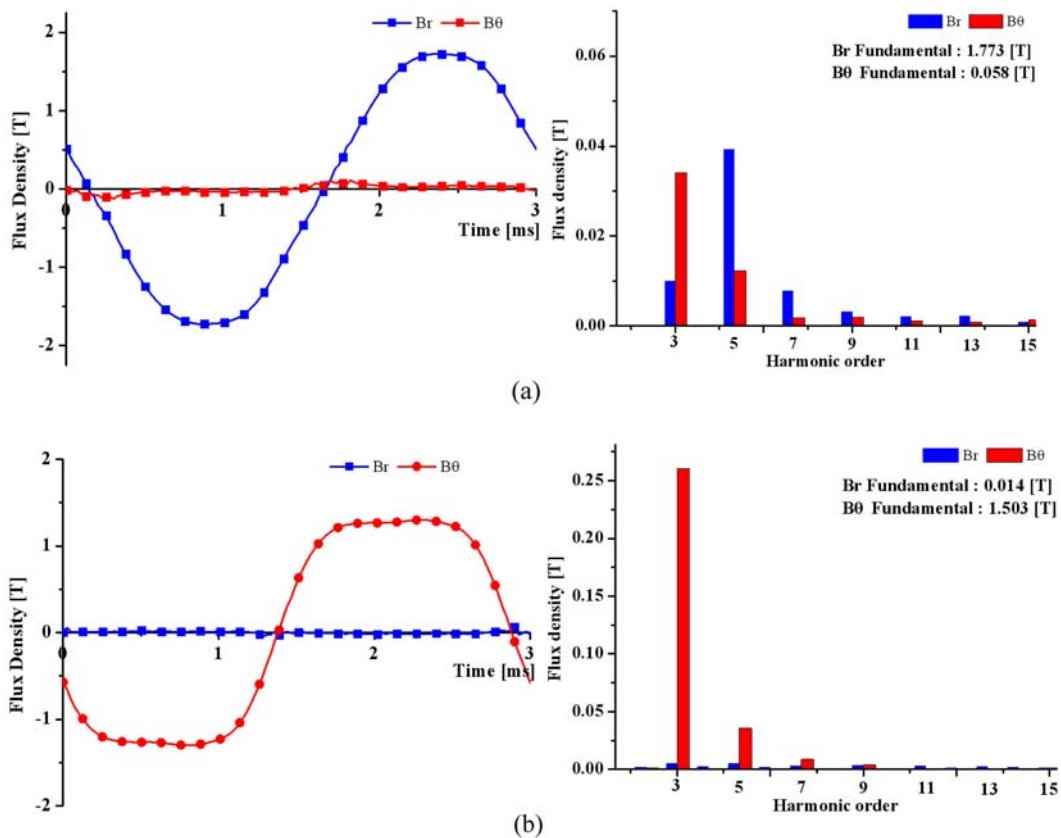 Br Bθ
Flux Density [T]
2
1
0
-1
-2
0 1 2 3
Time [ms]
Br Bθ
Br Fundamental : 1.773 [T]
Bθ Fundamental : 0.058 [T]
Flux density [T]
0.06
0.04
0.02
0.00
3 5 7 9 11 13 15
Harmonic order
(a)
Br Bθ
Flux Density [T]
2
1
0
-1
-2
0 1 2 3
Time [ms]
Br Bθ
Br Fundamental : 0.014 [T]
Bθ Fundamental : 1.503 [T]
Flux density [T]
0.25
0.20
0.15
0.10
0.05
0.00
3 5 7 9 11 13 15
Harmonic order
(b)